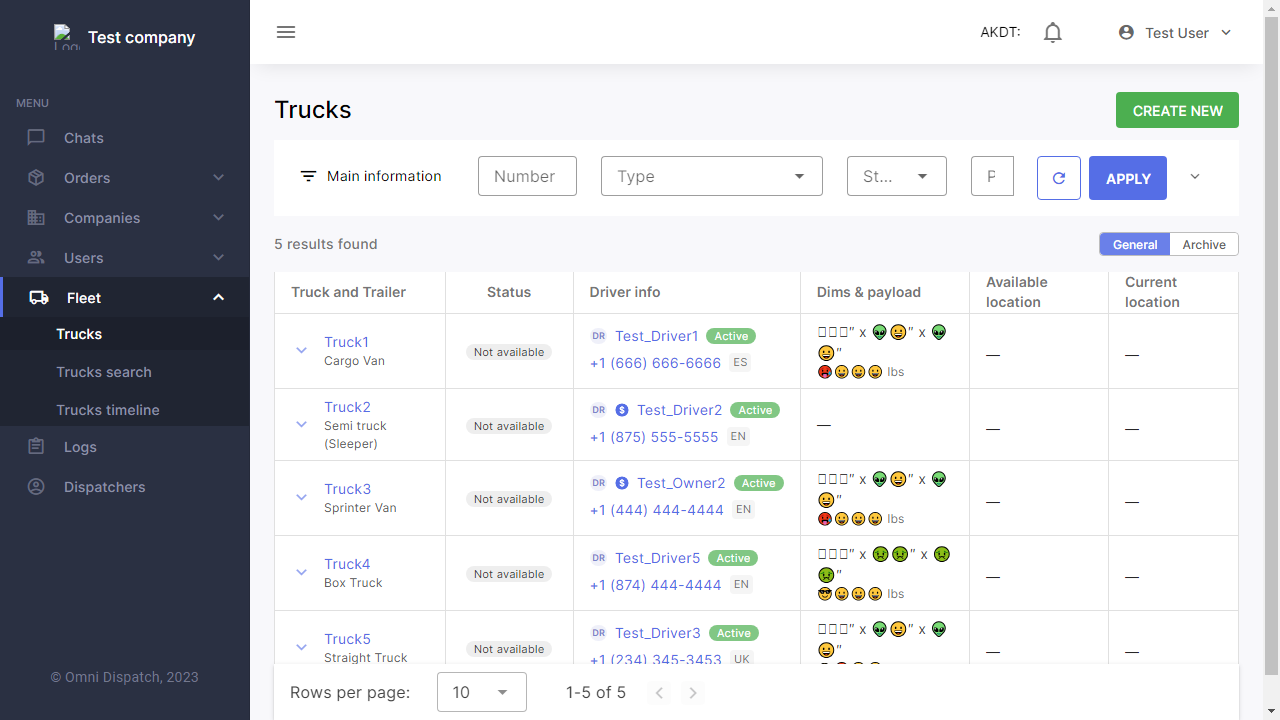 Test company
AKDT:
Test User
MENU
Chats
Orders
Companies
Users
Fleet
Trucks
Trucks search
Trucks timeline
Logs
Dispatchers
© Omni Dispatch, 2023
Trucks
CREATE NEW
Main information
Number
Type
St...
P
APPLY
5 results found
General
Archive
Truck and Trailer
Status
Driver info
Dims & payload
Available
location
Current
location
Truck1
Cargo Van
Not available
DR Test_Driver1 Active
+1 (666) 666-6666 ES
□□□" x 👽😀" x 👽
😀"
🤬😀😀😀 lbs
—
—
Truck2
Semi truck
(Sleeper)
Not available
DR $ Test_Driver2 Active
+1 (875) 555-5555 EN
—
—
—
Truck3
Sprinter Van
Not available
DR $ Test_Owner2 Active
+1 (444) 444-4444 EN
□□□" x 👽😀" x 👽
😀"
🤬😀😀😀 lbs
—
—
Truck4
Box Truck
Not available
DR Test_Driver5 Active
+1 (874) 444-4444 EN
□□□" x 🤢🤢" x 🤢
🤢"
😎😀😀😀 lbs
—
—
Truck5
Straight Truck
Not available
DR Test_Driver3 Active
+1 (234) 345-3453 UK
□□□" x 👽😀" x 👽
😀"
—
—
Rows per page:
10
1-5 of 5